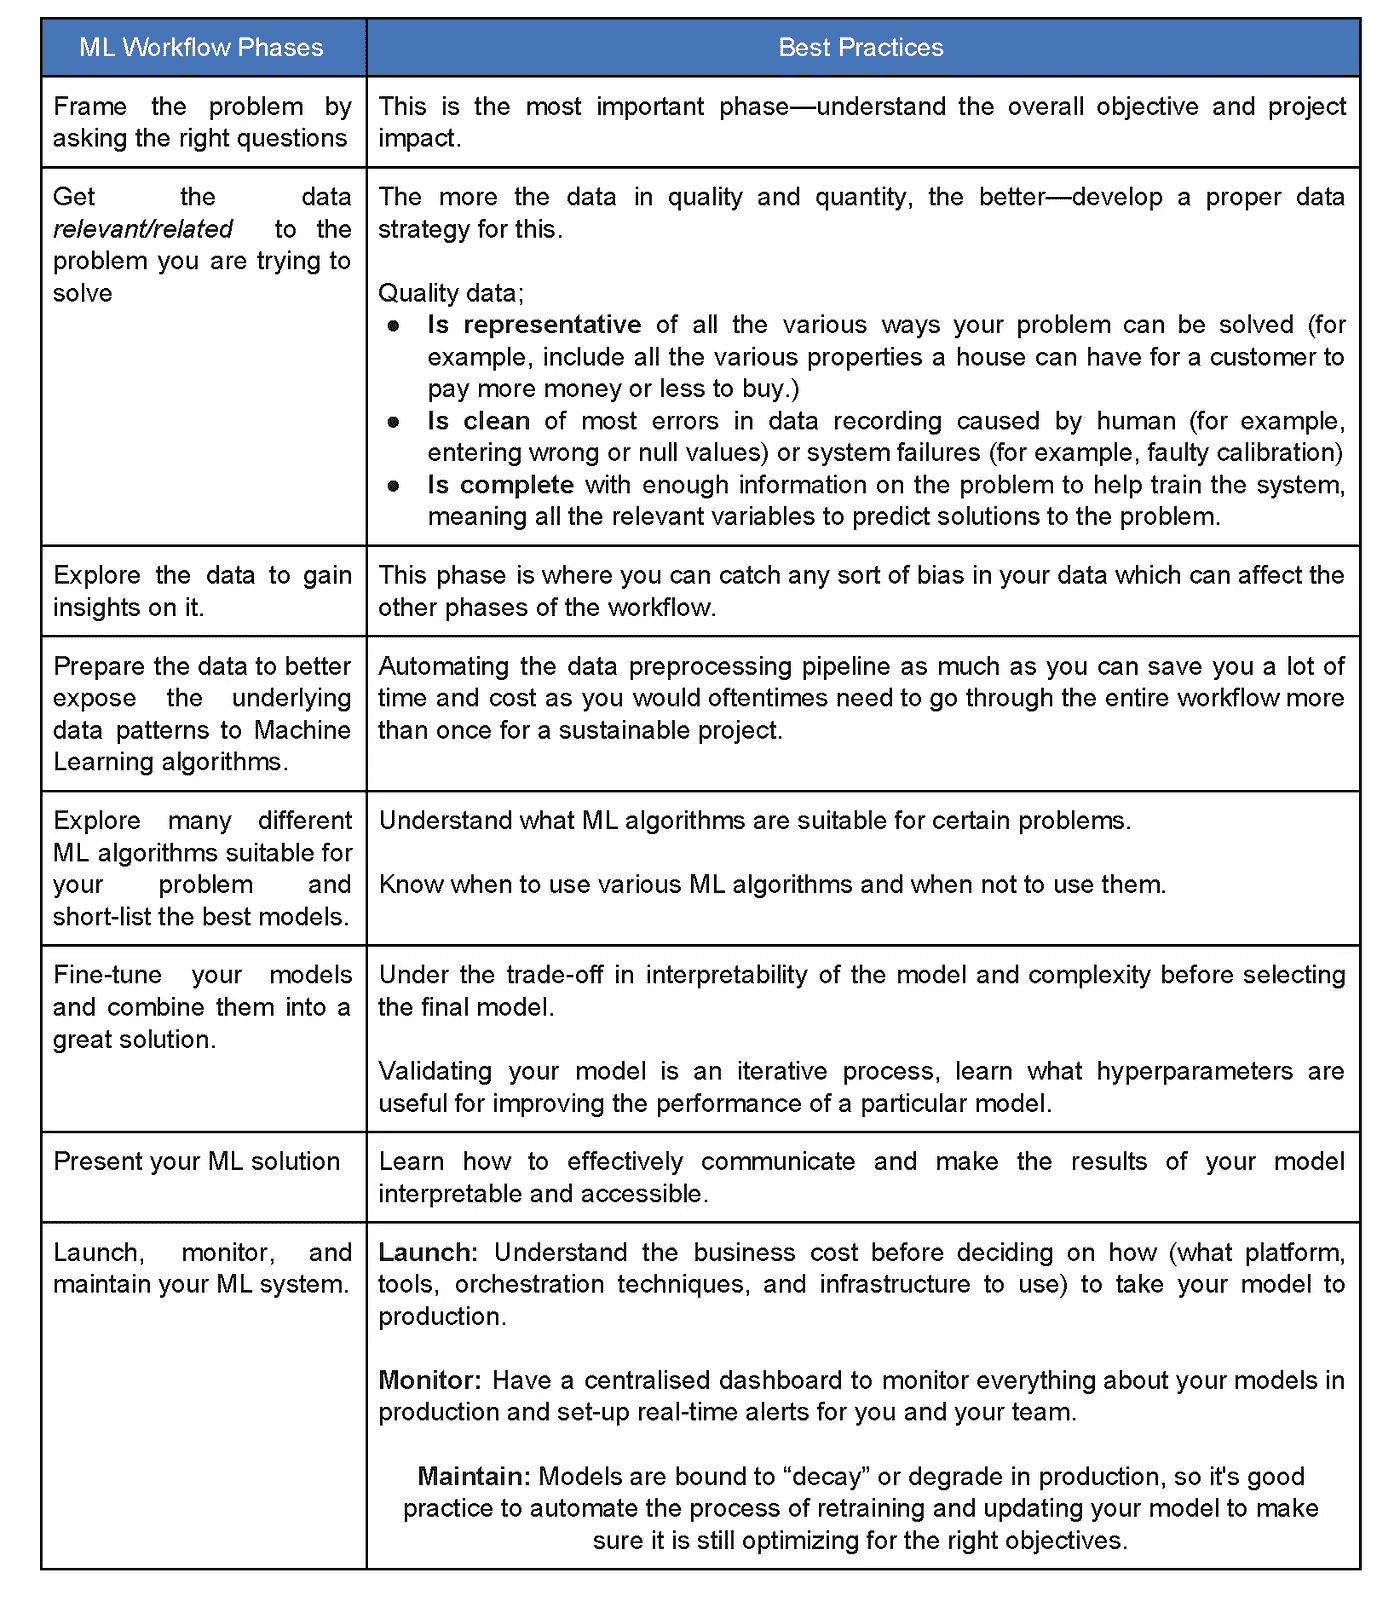 ML Workflow Phases
Best Practices
Frame the problem by
asking the right questions
This is the most important phase—understand the overall objective and project
impact.
Get the data
relevant/related to the
problem you are trying to
solve
The more the data in quality and quantity, the better—develop a proper data
strategy for this.
Quality data;
● Is representative of all the various ways your problem can be solved (for
example, include all the various properties a house can have for a customer to
pay more money or less to buy.)
● Is clean of most errors in data recording caused by human (for example,
entering wrong or null values) or system failures (for example, faulty calibration)
● Is complete with enough information on the problem to help train the system,
meaning all the relevant variables to predict solutions to the problem.
Explore the data to gain
insights on it.
This phase is where you can catch any sort of bias in your data which can affect the
other phases of the workflow.
Prepare the data to better
expose the underlying
data patterns to Machine
Learning algorithms.
Automating the data preprocessing pipeline as much as you can save you a lot of
time and cost as you would oftentimes need to go through the entire workflow more
than once for a sustainable project.
Explore many different
ML algorithms suitable for
your problem and
short-list the best models.
Understand what ML algorithms are suitable for certain problems.
Know when to use various ML algorithms and when not to use them.
Fine-tune your models
and combine them into a
great solution.
Under the trade-off in interpretability of the model and complexity before selecting
the final model.
Validating your model is an iterative process, learn what hyperparameters are
useful for improving the performance of a particular model.
Present your ML solution
Learn how to effectively communicate and make the results of your model
interpretable and accessible.
Launch, monitor, and
maintain your ML system.
Launch: Understand the business cost before deciding on how (what platform,
tools, orchestration techniques, and infrastructure to use) to take your model to
production.
Monitor: Have a centralised dashboard to monitor everything about your models in
production and set-up real-time alerts for you and your team.
Maintain: Models are bound to “decay” or degrade in production, so it's good
practice to automate the process of retraining and updating your model to make
sure it is still optimizing for the right objectives.